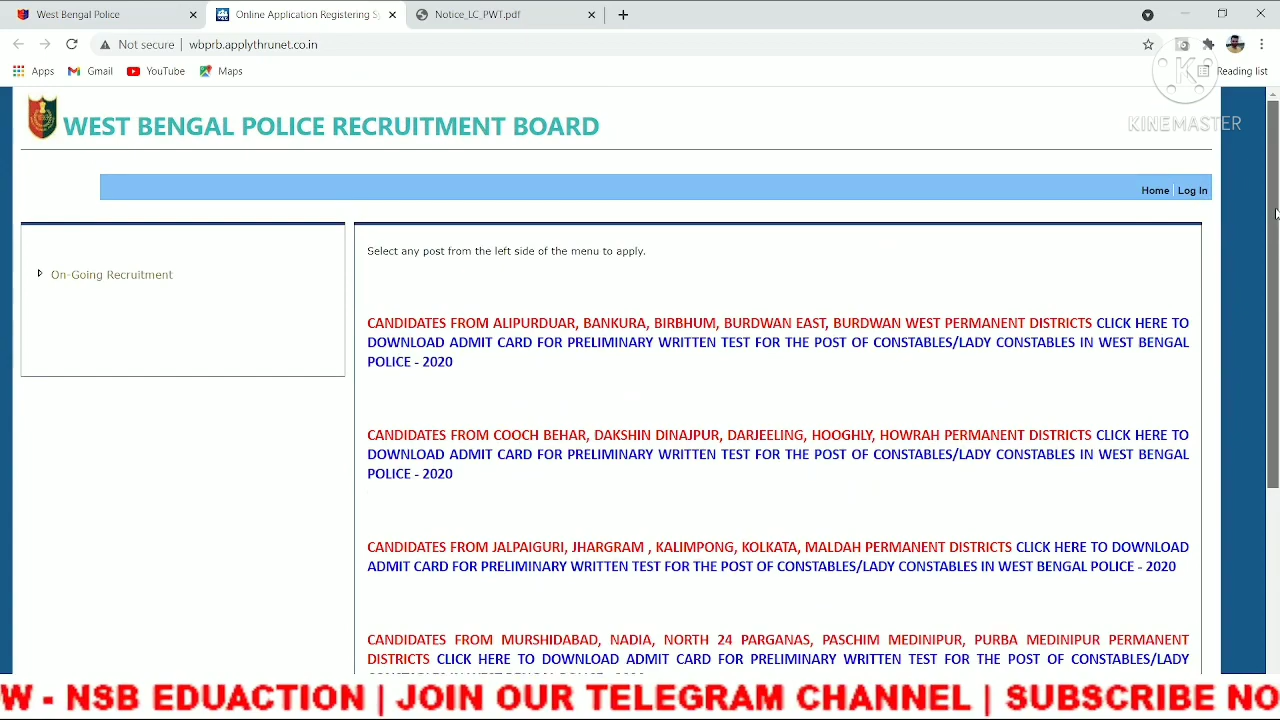 West Bengal Police
Online Application Registering S
Notice_LC_PWT.pdf
Not secure | wbprb.applythrunet.co.in
Apps
Gmail
YouTube
Maps
Reading list
KINEMASTER
WEST BENGAL POLICE RECRUITMENT BOARD
Home | Log In
On-Going Recruitment
Select any post from the left side of the menu to apply.
CANDIDATES FROM ALIPURDUAR, BANKURA, BIRBHUM, BURDWAN EAST, BURDWAN WEST PERMANENT DISTRICTS CLICK HERE TO
DOWNLOAD ADMIT CARD FOR PRELIMINARY WRITTEN TEST FOR THE POST OF CONSTABLES/LADY CONSTABLES IN WEST BENGAL
POLICE - 2020
CANDIDATES FROM COOCH BEHAR, DAKSHIN DINAJPUR, DARJEELING, HOOGHLY, HOWRAH PERMANENT DISTRICTS CLICK HERE TO
DOWNLOAD ADMIT CARD FOR PRELIMINARY WRITTEN TEST FOR THE POST OF CONSTABLES/LADY CONSTABLES IN WEST BENGAL
POLICE - 2020
CANDIDATES FROM JALPAIGURI, JHARGRAM , KALIMPONG, KOLKATA, MALDAH PERMANENT DISTRICTS CLICK HERE TO DOWNLOAD
ADMIT CARD FOR PRELIMINARY WRITTEN TEST FOR THE POST OF CONSTABLES/LADY CONSTABLES IN WEST BENGAL POLICE - 2020
CANDIDATES FROM MURSHIDABAD, NADIA, NORTH 24 PARGANAS, PASCHIM MEDINIPUR, PURBA MEDINIPUR PERMANENT
DISTRICTS CLICK HERE TO DOWNLOAD ADMIT CARD FOR PRELIMINARY WRITTEN TEST FOR THE POST OF CONSTABLES/LADY
W - NSB EDUACTION | JOIN OUR TELEGRAM CHANNEL | SUBSCRIBE NO